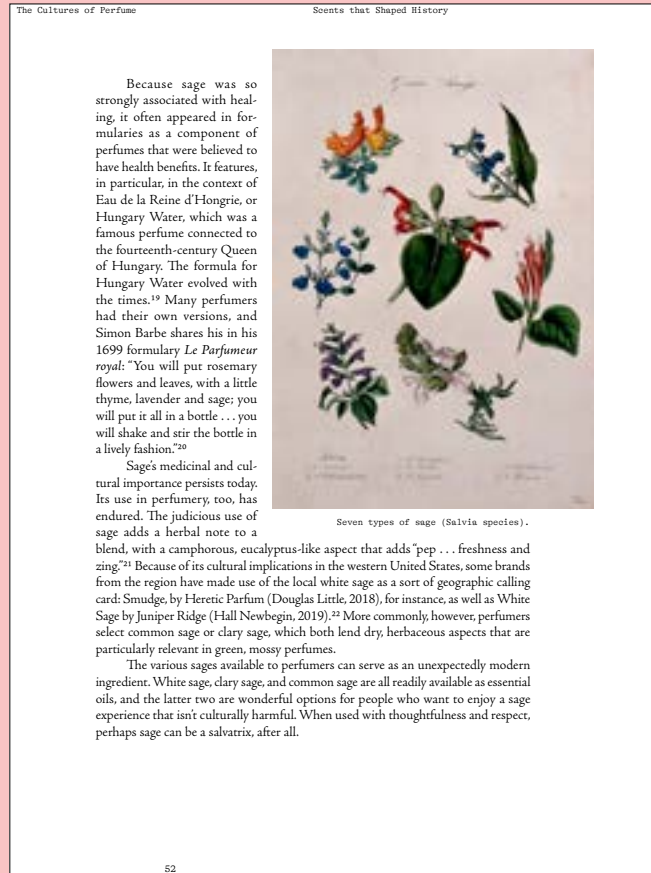 The Cultures of Perfume
Scents that Shaped History
Because sage was so
strongly associated with heal-
ing, it often appeared in for-
mularies as a component of
perfumes that were believed to
have health benefits. It features,
in particular, in the context of
Eau de la Reine d’Hongrie, or
Hungary Water, which was a
famous perfume connected to
the fourteenth-century Queen
of Hungary. The formula for
Hungary Water evolved with
the times.¹⁹ Many perfumers
had their own versions, and
Simon Barbe shares his in his
1699 formulary Le Parfumeur
royal: “You will put rosemary
flowers and leaves, with a little
thyme, lavender and sage; you
will put it all in a bottle . . . you
will shake and stir the bottle in
a lively fashion.”²⁰
Sage’s medicinal and cul-
tural importance persists today.
Its use in perfumery, too, has
endured. The judicious use of
sage adds a herbal note to a
blend, with a camphorous, eucalyptus-like aspect that adds “pep . . . freshness and
zing.”²¹ Because of its cultural implications in the western United States, some brands
from the region have made use of the local white sage as a sort of geographic calling
card: Smudge, by Heretic Parfum (Douglas Little, 2018), for instance, as well as White
Sage by Juniper Ridge (Hall Newbegin, 2019).²² More commonly, however, perfumers
select common sage or clary sage, which both lend dry, herbaceous aspects that are
particularly relevant in green, mossy perfumes.
The various sages available to perfumers can serve as an unexpectedly modern
ingredient. White sage, clary sage, and common sage are all readily available as essential
oils, and the latter two are wonderful options for people who want to enjoy a sage
experience that isn’t culturally harmful. When used with thoughtfulness and respect,
perhaps sage can be a salvatrix, after all.
Seven types of sage (Salvia species).
52